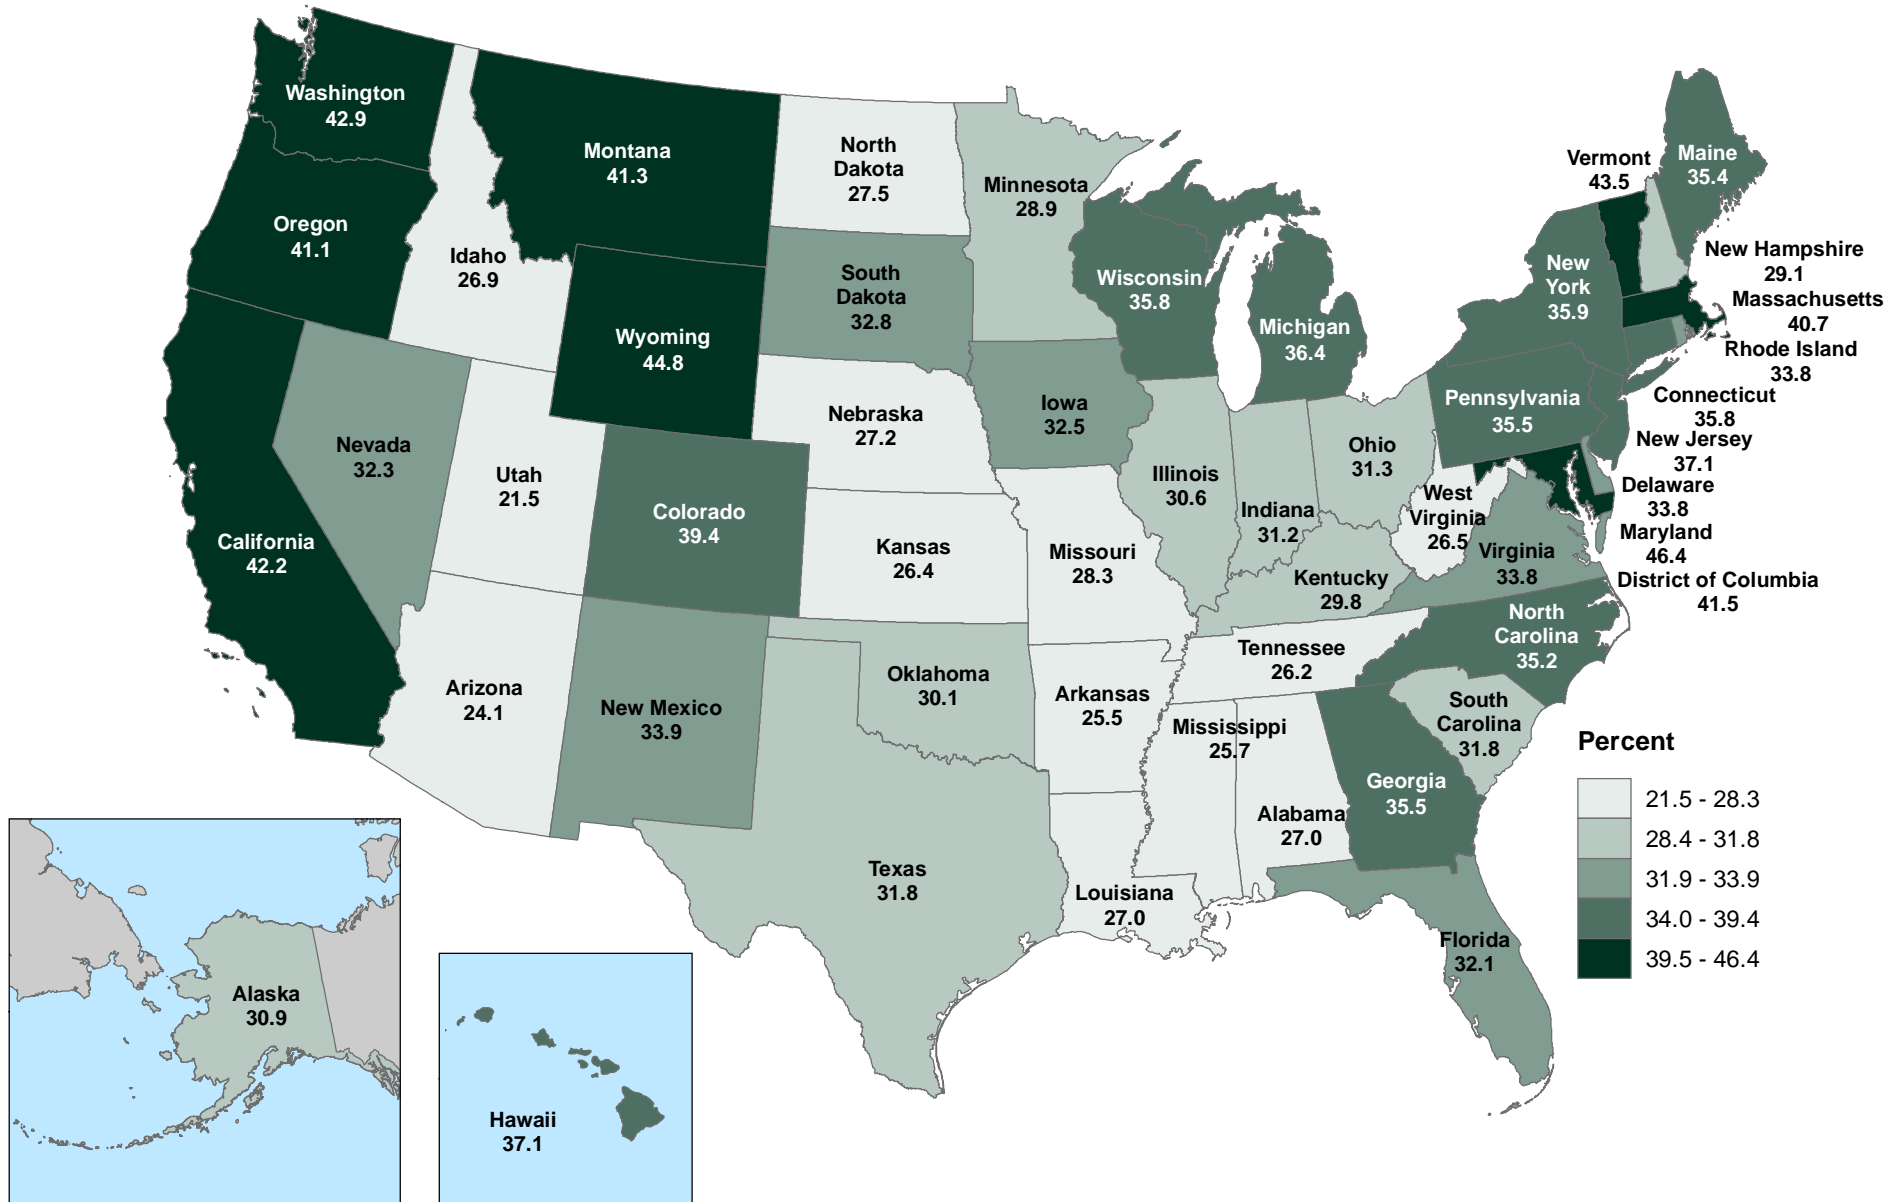 Washington
42.9
Montana
41.3
North
Dakota
27.5
Minnesota
28.9
Vermont
43.5
Maine
35.4
Oregon
41.1
Idaho
26.9
South
Dakota
32.8
Wisconsin
35.8
New
York
35.9
New Hampshire
29.1
Massachusetts
40.7
Wyoming
44.8
Michigan
36.4
Rhode Island
33.8
Connecticut
35.8
Pennsylvania
35.5
New Jersey
37.1
Nebraska
27.2
Iowa
32.5
Nevada
32.3
Utah
21.5
Colorado
39.4
Illinois
30.6
Indiana
31.2
Ohio
31.3
West
Virginia
26.5
Delaware
33.8
Maryland
46.4
California
42.2
Kansas
26.4
Missouri
28.3
Kentucky
29.8
Virginia
33.8
District of Columbia
41.5
North
Carolina
35.2
Tennessee
26.2
Arizona
24.1
New Mexico
33.9
Oklahoma
30.1
Arkansas
25.5
Mississippi
25.7
South
Carolina
31.8
Georgia
35.5
Alabama
27.0
Texas
31.8
Louisiana
27.0
Florida
32.1
Alaska
30.9
Hawaii
37.1
Percent
21.5 - 28.3
28.4 - 31.8
31.9 - 33.9
34.0 - 39.4
39.5 - 46.4